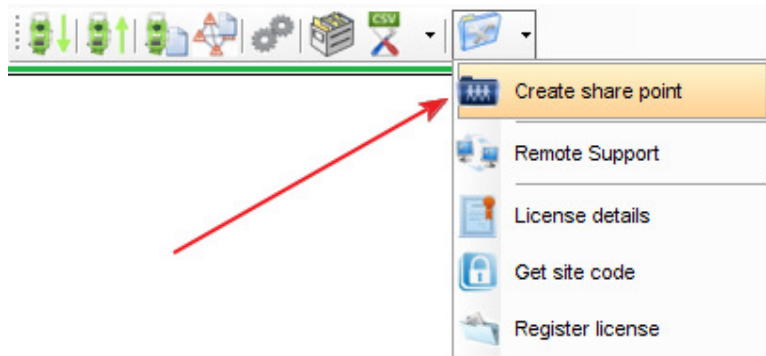 CSV
Create share point
Remote Support
License details
Get site code
Register license